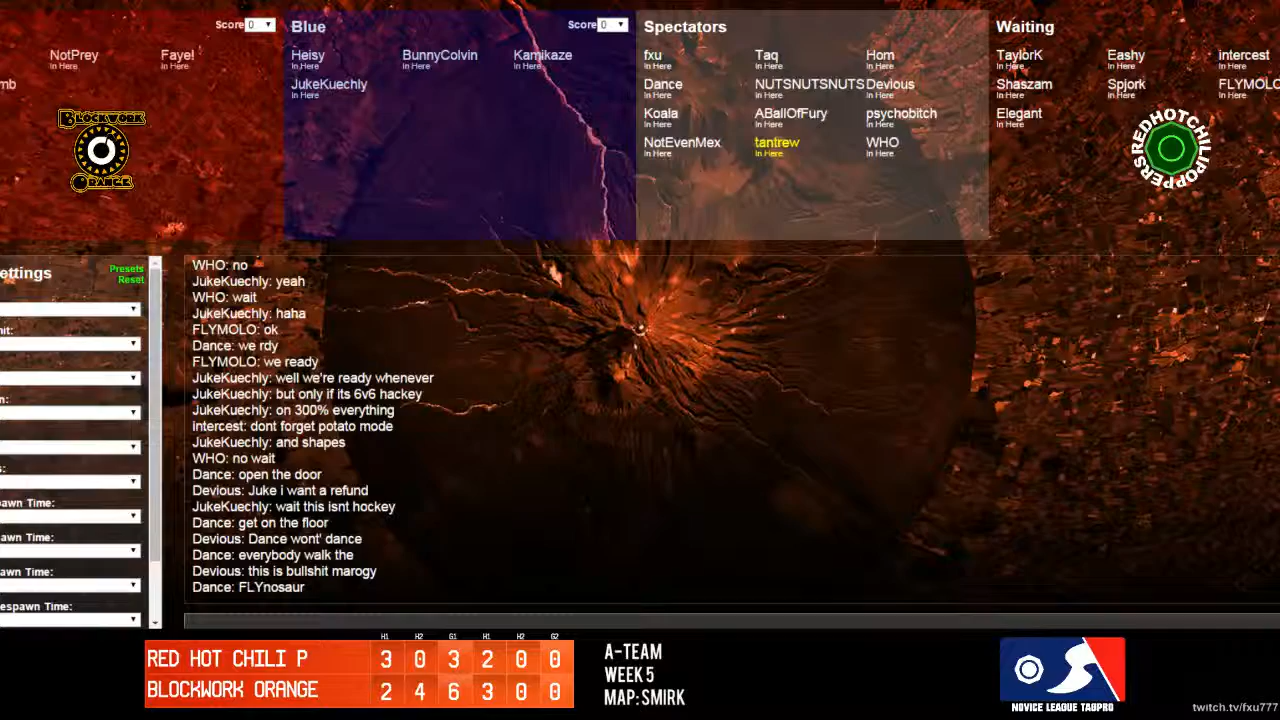 Score 0
NotPrey
In Here
Faye!
In Here
mb
BLOCKWORK
ORANGE
Blue
Score 0
Heisy
In Here
BunnyColvin
In Here
Kamikaze
In Here
JukeKuechly
In Here
Spectators
fxu
In Here
Taq
In Here
Hom
In Here
Dance
In Here
NUTSNUTSNUTS
In Here
Devious
In Here
Koala
In Here
ABallOfFury
In Here
psychobitch
In Here
NotEvenMex
In Here
tantrew
In Here
WHO
In Here
Waiting
TaylorK
In Here
Eashy
In Here
intercest
In Here
Shaszam
In Here
Spjork
In Here
FLYMOLO
In Here
Elegant
In Here
REDHOTCHILIPOPPERS
ettings
Presets
Reset
nit:
n:
s:
awn Time:
awn Time:
awn Time:
espawn Time:
WHO: no
JukeKuechly: yeah
WHO: wait
JukeKuechly: haha
FLYMOLO: ok
Dance: we rdy
FLYMOLO: we ready
JukeKuechly: well we're ready whenever
JukeKuechly: but only if its 6v6 hackey
JukeKuechly: on 300% everything
intercest: dont forget potato mode
JukeKuechly: and shapes
WHO: no wait
Dance: open the door
Devious: Juke i want a refund
JukeKuechly: wait this isnt hockey
Dance: get on the floor
Devious: Dance wont' dance
Dance: everybody walk the
Devious: this is bullshit marogy
Dance: FLYnosaur
H1 H2 G1 H1 H2 G2
RED HOT CHILI P 3 0 3 2 0 0
BLOCKWORK ORANGE 2 4 6 3 0 0
A-TEAM
WEEK 5
MAP: SMIRK
NOVICE LEAGUE TAGPRO
twitch.tv/fxu777